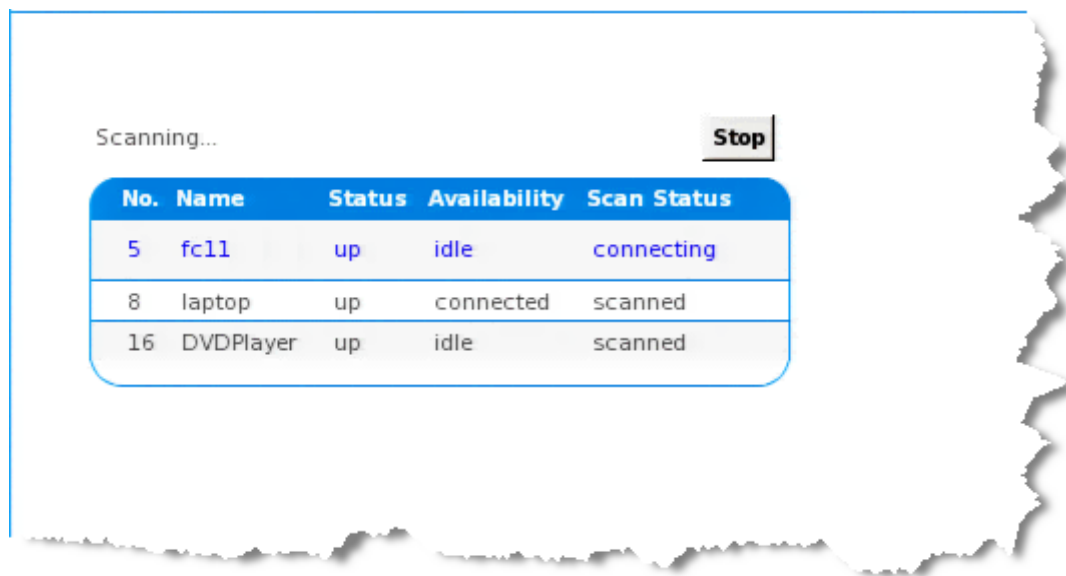 Scanning... Stop
No. Name Status Availability Scan Status
5 fc11 up idle connecting
8 laptop up connected scanned
16 DVDPlayer up idle scanned